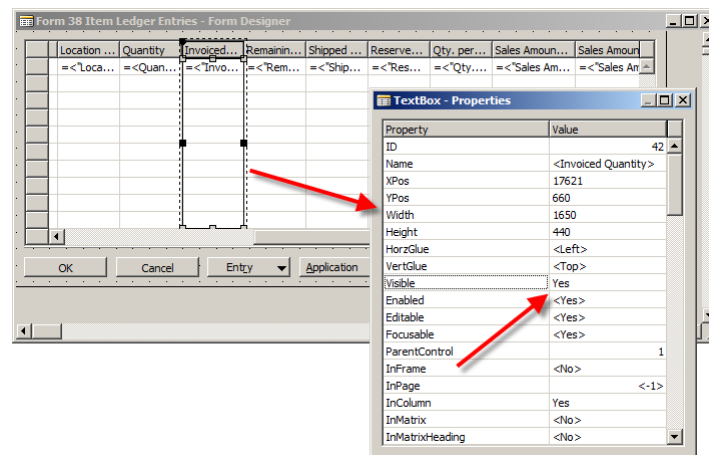 Form 38 Item Ledger Entries - Form Designer
Location ... Quantity Invoiced... Remainin... Shipped ... Reserve... Qty. per... Sales Amoun... Sales Amoun
=<"Loca... =<Quan... =<"Invo... =<"Rem... =<"Ship... =<"Res... =<"Qty.... =<"Sales Am... =<"Sales Am
TextBox - Properties
Property Value
ID 42
Name <Invoiced Quantity>
XPos 17621
YPos 660
Width 1650
Height 440
HorzGlue <Left>
VertGlue <Top>
Visible Yes
Enabled <Yes>
Editable <Yes>
Focusable <Yes>
ParentControl 1
InFrame <No>
InPage <-1>
InColumn Yes
InMatrix <No>
InMatrixHeading <No>
OK Cancel Entry Application